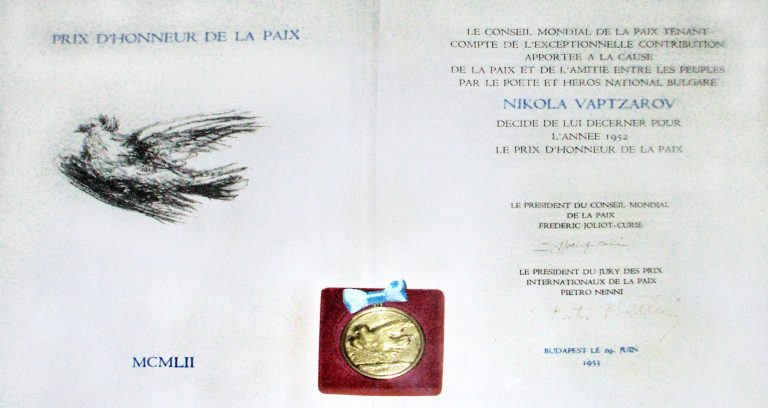 PRIX D'HONNEUR DE LA PAIX
MCMLII
LE CONSEIL MONDIAL DE LA PAIX TENANT
COMPTE DE L'EXCEPTIONNELLE CONTRIBUTION
APPORTEE A LA CAUSE
DE LA PAIX ET DE L'AMITIE ENTRE LES PEUPLES
PAR LE POETE ET HEROS NATIONAL BULGARE
NIKOLA VAPTZAROV
DECIDE DE LUI DECERNER POUR
L'ANNEE 1952
LE PRIX D'HONNEUR DE LA PAIX
LE PRESIDENT DU CONSEIL MONDIAL
DE LA PAIX
FREDERIC JOLIOT-CURIE
LE PRESIDENT DU JURY DES PRIX
INTERNATIONAUX DE LA PAIX
PIETRO NENNI
BUDAPEST LE 29. JUIN
1953